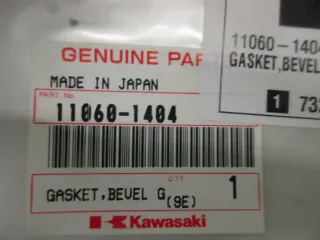 GENUINE PAR
MADE IN JAPAN
PART No.
11060-1404
GASKET,BEVEL G(9E)
QTY
1
Kawasaki
11060-1404
GASKET,BEVEL
1 732